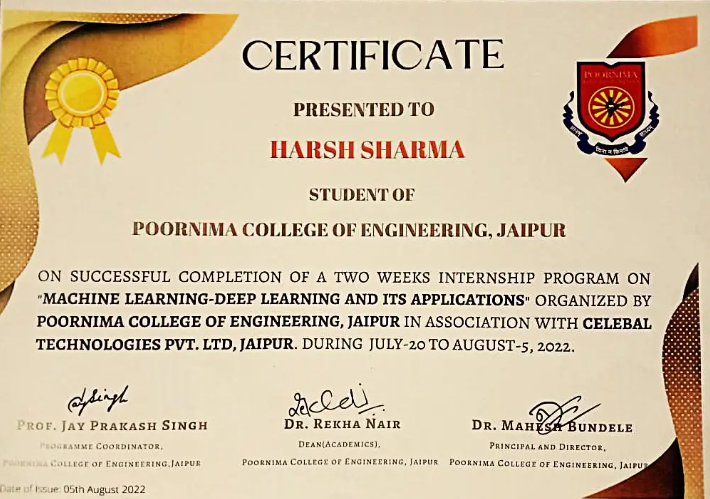 CERTIFICATE
POORNIMA
PRESENTED TO
HARSH SHARMA
STUDENT OF
POORNIMA COLLEGE OF ENGINEERING, JAIPUR
ON SUCCESSFUL COMPLETION OF A TWO WEEKS INTERNSHIP PROGRAM ON
"MACHINE LEARNING-DEEP LEARNING AND ITS APPLICATIONS" ORGANIZED BY
POORNIMA COLLEGE OF ENGINEERING, JAIPUR IN ASSOCIATION WITH CELEBAL
TECHNOLOGIES PVT. LTD, JAIPUR. DURING JULY-20 TO AUGUST-5, 2022.
PROF. JAY PRAKASH SINGH
PROGRAMME COORDINATOR,
POORNIMA COLLEGE OF ENGINEERING,JAIPUR
DR. REKHA NAIR
DEAN(ACADEMICS),
POORNIMA COLLEGE OF ENGINEERING, JAIPUR
DR. MAHESH BUNDELE
PRINCIPAL AND DIRECTOR,
POORNIMA COLLEGE OF ENGINEERING, JAIPUR
Date of Issue: 05th August 2022